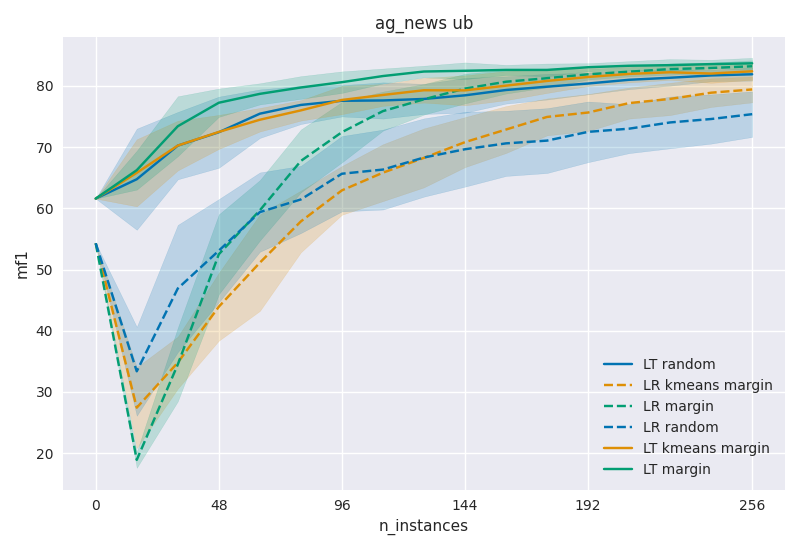 ag_news ub
mf1
80
70
60
50
40
30
20
0
48
96
144
192
256
n_instances
LT random
LR kmeans margin
LR margin
LR random
LT kmeans margin
LT margin